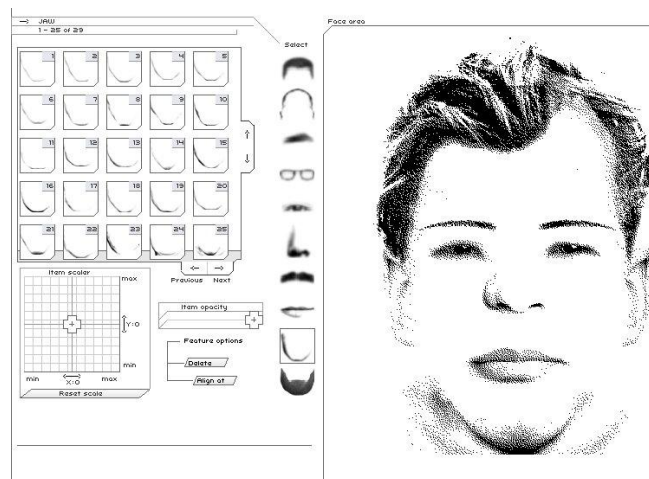 JAW
1 - 25 of 29
Face area
Select
1 2 3 4 5
6 7 8 9 10
11 12 13 14 15
16 17 18 19 20
21 22 23 24 25
Previous Next
Item scaler
max
Y:0
min
min X:0 max
Reset scale
Item opacity
Feature options
Delete
Align at